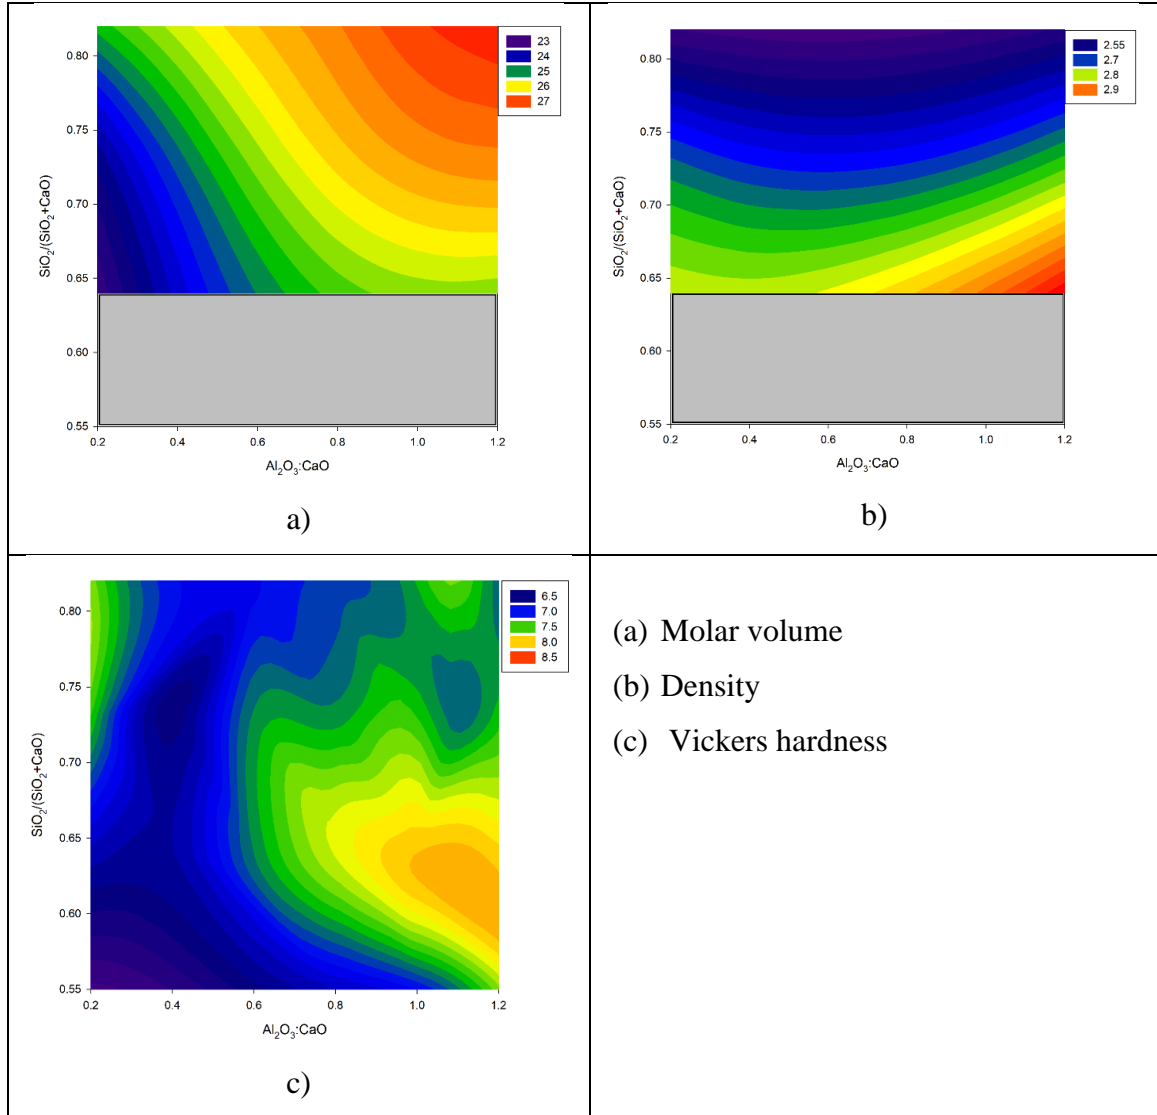 0.80
0.75
0.70
0.65
0.60
0.55
SiO2/(SiO2+CaO)
0.2 0.4 0.6 0.8 1.0 1.2
Al2O3:CaO
23
24
25
26
27
a)
0.80
0.75
0.70
0.65
0.60
0.55
SiO2/(SiO2+CaO)
0.2 0.4 0.6 0.8 1.0 1.2
Al2O3:CaO
2.55
2.7
2.8
2.9
b)
0.80
0.75
0.70
0.65
0.60
0.55
SiO2/(SiO2+CaO)
0.2 0.4 0.6 0.8 1.0 1.2
Al2O3:CaO
6.5
7.0
7.5
8.0
8.5
c)
(a) Molar volume
(b) Density
(c) Vickers hardness